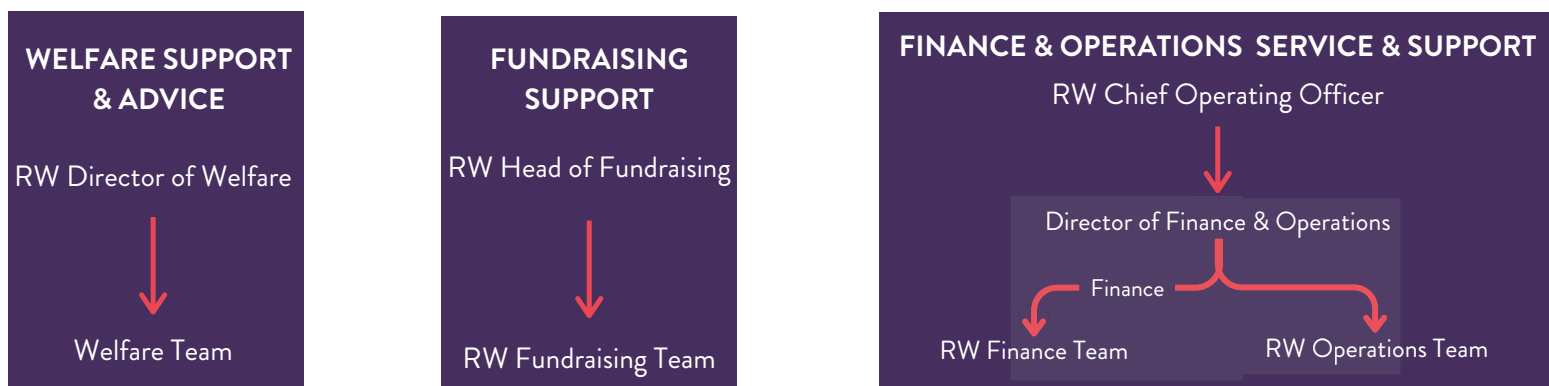 WELFARE SUPPORT
& ADVICE
RW Director of Welfare
Welfare Team
FUNDRAISING
SUPPORT
RW Head of Fundraising
RW Fundraising Team
FINANCE & OPERATIONS SERVICE & SUPPORT
RW Chief Operating Officer
Director of Finance & Operations
Finance
RW Finance Team
RW Operations Team